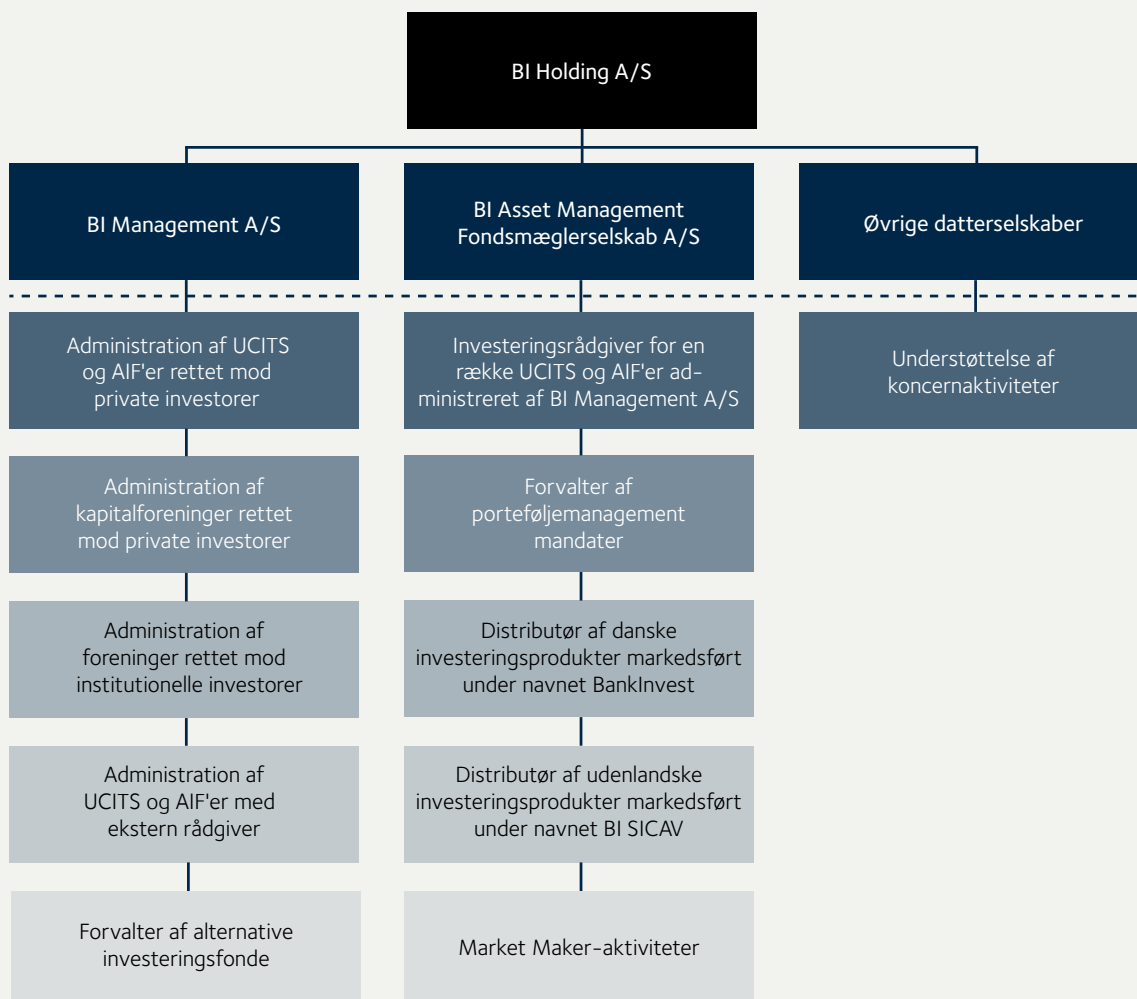 BI Holding A/S
BI Management A/S
BI Asset Management
Fondsmæglerselskab A/S
Øvrige datterselskaber
Administration af UCITS
og AIF'er rettet mod
private investorer
Investeringsrådgiver for en
række UCITS og AIF'er ad-
ministreret af BI Management A/S
Understøttelse af
koncernaktiviteter
Administration af
kapitalforeninger rettet
mod private investorer
Forvalter af
porteføljemanagement
mandater
Administration af
foreninger rettet mod
institutionelle investorer
Distributør af danske
investeringsprodukter markedsført
under navnet BankInvest
Administration af
UCITS og AIF'er med
ekstern rådgiver
Distributør af udenlandske
investeringsprodukter markedsført
under navnet BI SICAV
Forvalter af alternative
investeringsfonde
Market Maker-aktiviteter